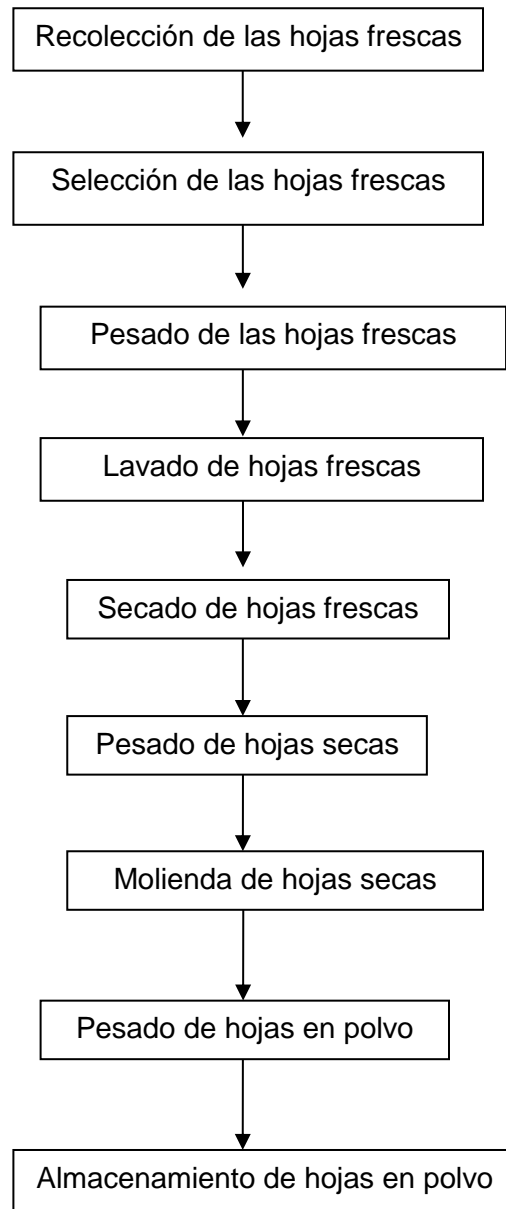 Recolección de las hojas frescas
Selección de las hojas frescas
Pesado de las hojas frescas
Lavado de hojas frescas
Secado de hojas frescas
Pesado de hojas secas
Molienda de hojas secas
Pesado de hojas en polvo
Almacenamiento de hojas en polvo